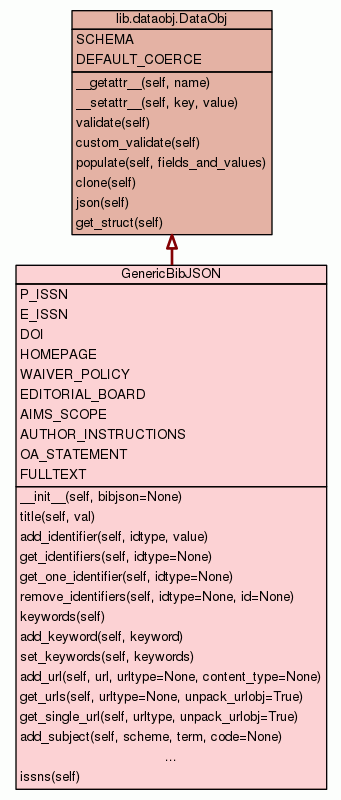 lib.dataobj.DataObj
SCHEMA
DEFAULT_COERCE
__getattr__(self, name)
__setattr__(self, key, value)
validate(self)
custom_validate(self)
populate(self, fields_and_values)
clone(self)
json(self)
get_struct(self)
GenericBibJSON
P_ISSN
E_ISSN
DOI
HOMEPAGE
WAIVER_POLICY
EDITORIAL_BOARD
AIMS_SCOPE
AUTHOR_INSTRUCTIONS
OA_STATEMENT
FULLTEXT
__init__(self, bibjson=None)
title(self, val)
add_identifier(self, idtype, value)
get_identifiers(self, idtype=None)
get_one_identifier(self, idtype=None)
remove_identifiers(self, idtype=None, id=None)
keywords(self)
add_keyword(self, keyword)
set_keywords(self, keywords)
add_url(self, url, urltype=None, content_type=None)
get_urls(self, urltype=None, unpack_urlobj=True)
get_single_url(self, urltype, unpack_urlobj=True)
add_subject(self, scheme, term, code=None)
...
issns(self)